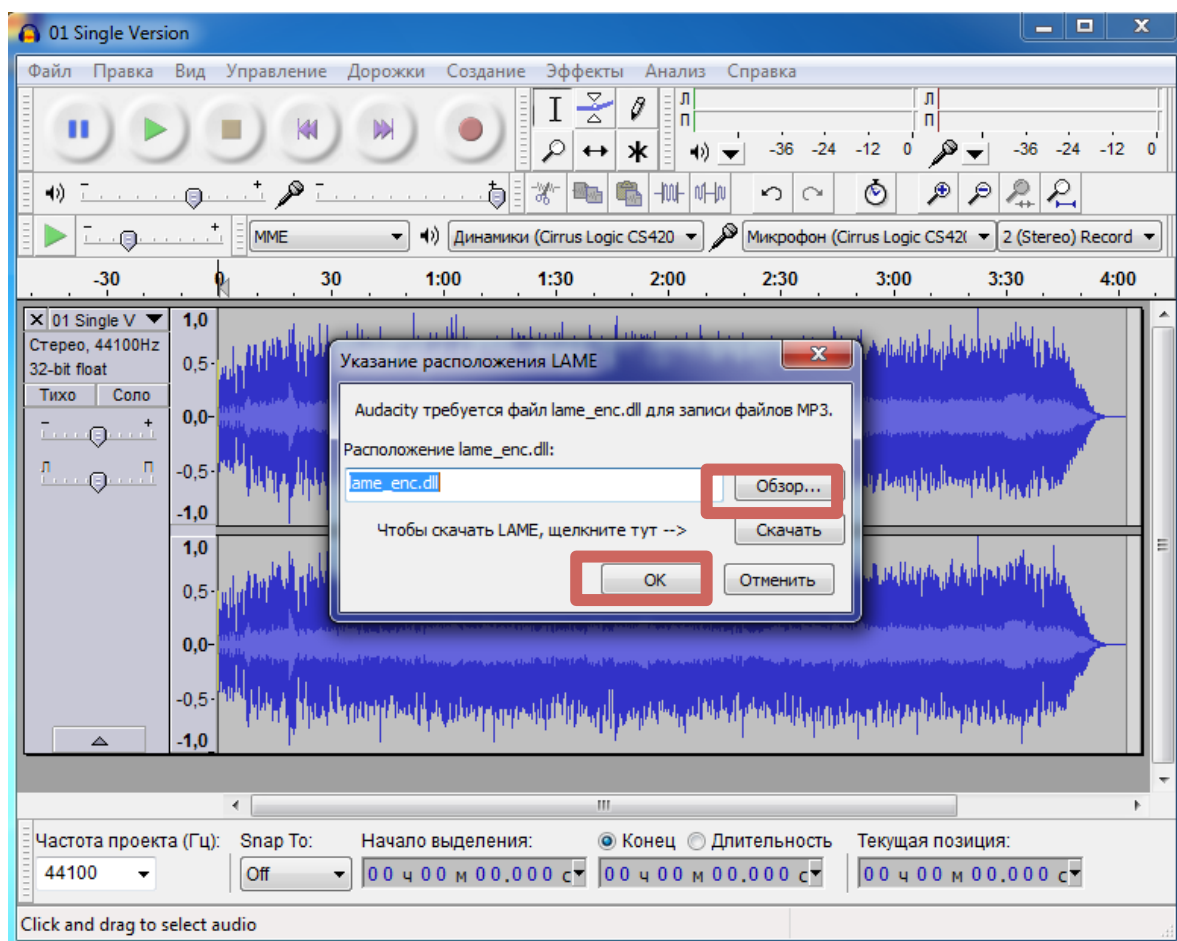 01 Single Version
Файл Правка Вид Управление Дорожки Создание Эффекты Анализ Справка
Л Л
П П
-36 -24 -12 0 -36 -24 -12 0
MME Динамики (Cirrus Logic CS420 Микрофон (Cirrus Logic CS42( 2 (Stereo) Record
-30 0 30 1:00 1:30 2:00 2:30 3:00 3:30 4:00
X 01 Single V 1,0
Стерео, 44100Hz
32-bit float 0,5
Тихо Соло
- + 0,0
Л П -0,5
-1,0
Указание расположения LAME
Audacity требуется файл lame_enc.dll для записи файлов MP3.
Расположение lame_enc.dll:
lame_enc.dll Обзор...
Чтобы скачать LAME, щелкните тут --> Скачать
OK Отменить
1,0
0,5
0,0
-0,5
-1,0
Частота проекта (Гц): Snap To: Начало выделения: Конец Длительность Текущая позиция:
44100 Off 00 ч 00 м 00.000 с 00 ч 00 м 00.000 с 00 ч 00 м 00.000 с
Click and drag to select audio